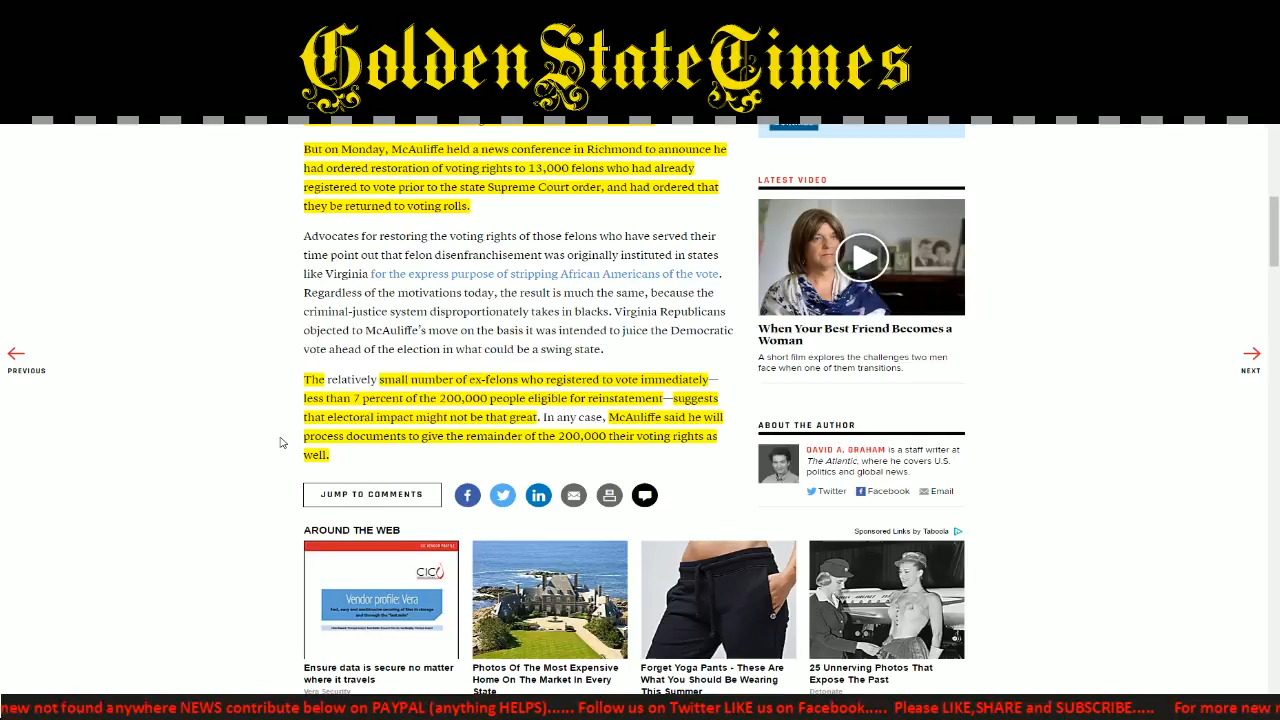 Golden State Times
But on Monday, McAuliffe held a news conference in Richmond to announce he
had ordered restoration of voting rights to 13,000 felons who had already
registered to vote prior to the state Supreme Court order, and had ordered that
they be returned to voting rolls.
Advocates for restoring the voting rights of those felons who have served their
time point out that felon disenfranchisement was originally instituted in states
like Virginia for the express purpose of stripping African Americans of the vote.
Regardless of the motivations today, the result is much the same, because the
criminal-justice system disproportionately takes in blacks. Virginia Republicans
objected to McAuliffe's move on the basis it was intended to juice the Democratic
vote ahead of the election in what could be a swing state.
The relatively small number of ex-felons who registered to vote immediately—
less than 7 percent of the 200,000 people eligible for reinstatement—suggests
that electoral impact might not be that great. In any case, McAuliffe said he will
process documents to give the remainder of the 200,000 their voting rights as
well.
PREVIOUS
NEXT
LATEST VIDEO
When Your Best Friend Becomes a
Woman
A short film explores the challenges two men
face when one of them transitions.
ABOUT THE AUTHOR
DAVID A. GRAHAM is a staff writer at
The Atlantic, where he covers U.S.
politics and global news.
Twitter Facebook Email
JUMP TO COMMENTS
AROUND THE WEB
Sponsored Links by Taboola
CIC
Vendor profile: Vera
Ensure data is secure no matter
where it travels
Vera Security
Photos Of The Most Expensive
Home On The Market In Every
State
Forget Yoga Pants - These Are
What You Should Be Wearing
This Summer
25 Unnerving Photos That
Expose The Past
Detonate
new not found anywhere NEWS contribute below on PAYPAL (anything HELPS)...... Follow us on Twitter LIKE us on Facebook..... Please LIKE,SHARE and SUBSCRIBE..... For more new